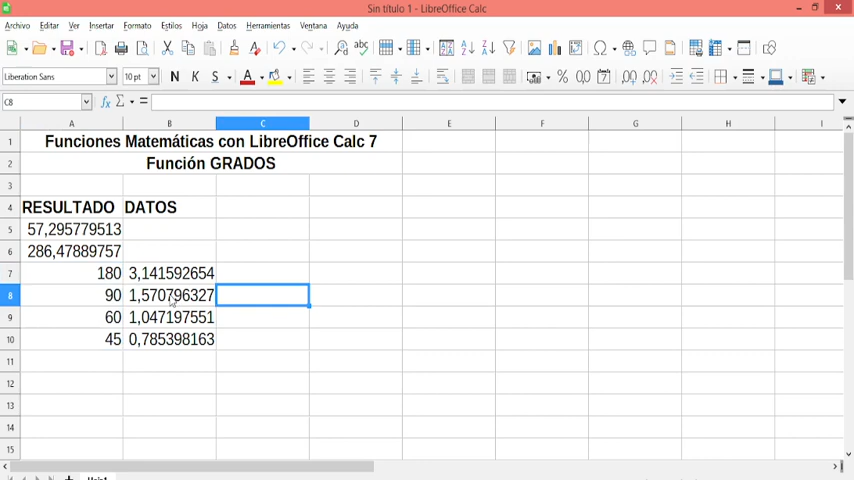 Sin título 1 - LibreOffice Calc
Archivo Editar Ver Insertar Formato Estilos Hoja Datos Herramientas Ventana Ayuda
Liberation Sans 10 pt N K S A
C8
A B C D E F G H I
1 Funciones Matemáticas con LibreOffice Calc 7
2 Función GRADOS
3
4 RESULTADO DATOS
5 57,295779513
6 286,47889757
7 180 3,141592654
8 90 1,570796327
9 60 1,047197551
10 45 0,785398163
11
12
13
14
15
Hoja1